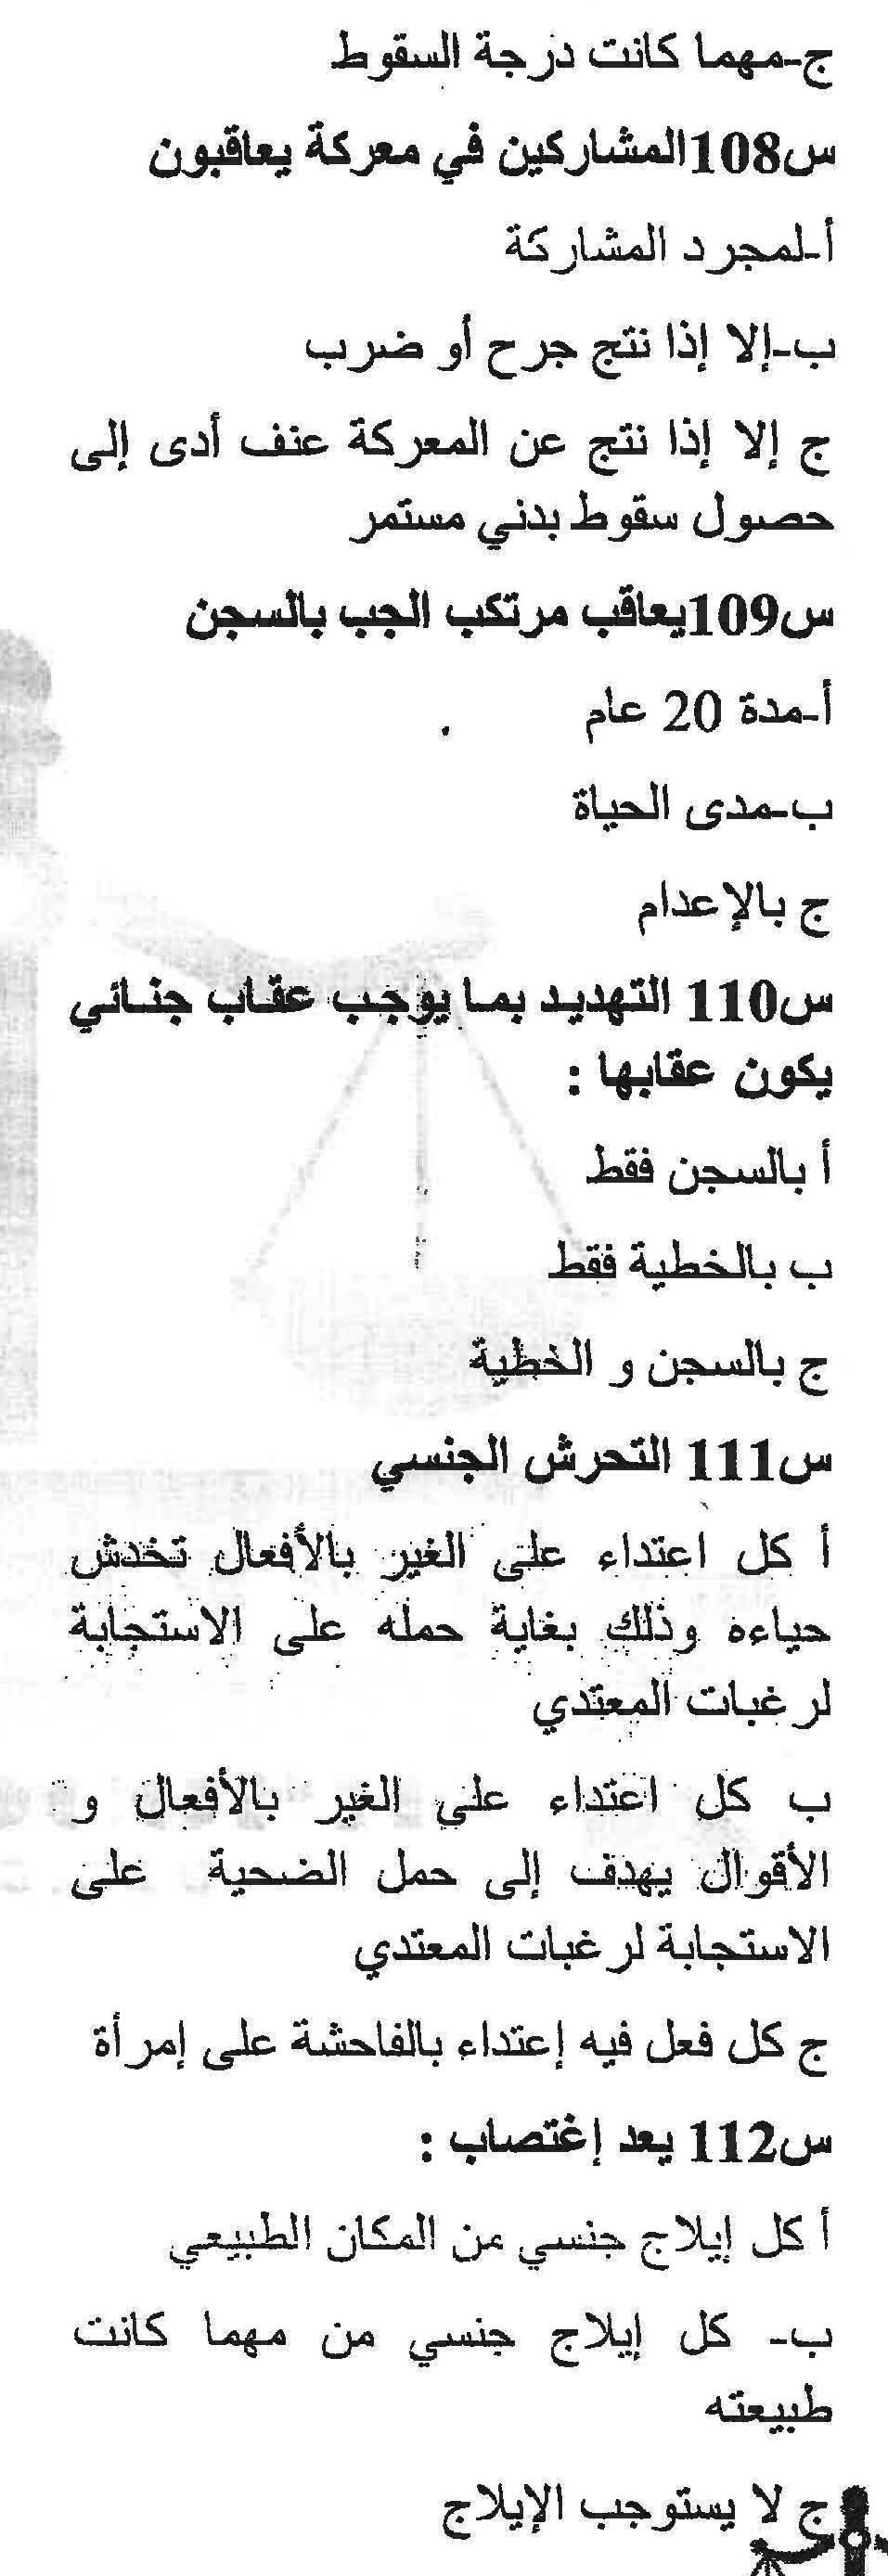 ج-مهما كانت درجة السقوط
س108المشاركين في معركة يعاقبون
أ-لمجرد المشاركة
ب-إلا إذا نتج جرح أو ضرب
ج إلا إذا نتج عن المعركة عنف أدى إلى
حصول سقوط بدني مستمر
س109يعاقب مرتكب الجب بالسجن
أ-مدة 20 عام
ب-مدى الحياة
ج بالإعدام
س110 التهديد بما يوجب عقاب جنائي
يكون عقابها :
أ بالسجن فقط
ب بالخطية فقط
ج بالسجن و الخطية
س111 التحرش الجنسي
أ كل اعتداء على الغير بالأفعال تخدش
حياءه وذلك بغاية حمله على الاستجابة
لرغبات المعتدي
ب كل اعتداء علي الغير بالأفعال و
الأقوال يهدف إلى حمل الضحية على
الاستجابة لرغبات المعتدي
ج كل فعل فيه إعتداء بالفاحشة على إمرأة
س112 يعد إغتصاب :
أ كل إيلاج جنسي من المكان الطبيعي
ب- كل إيلاج جنسي من مهما كانت
طبيعته
ج لا يستوجب الإيلاج